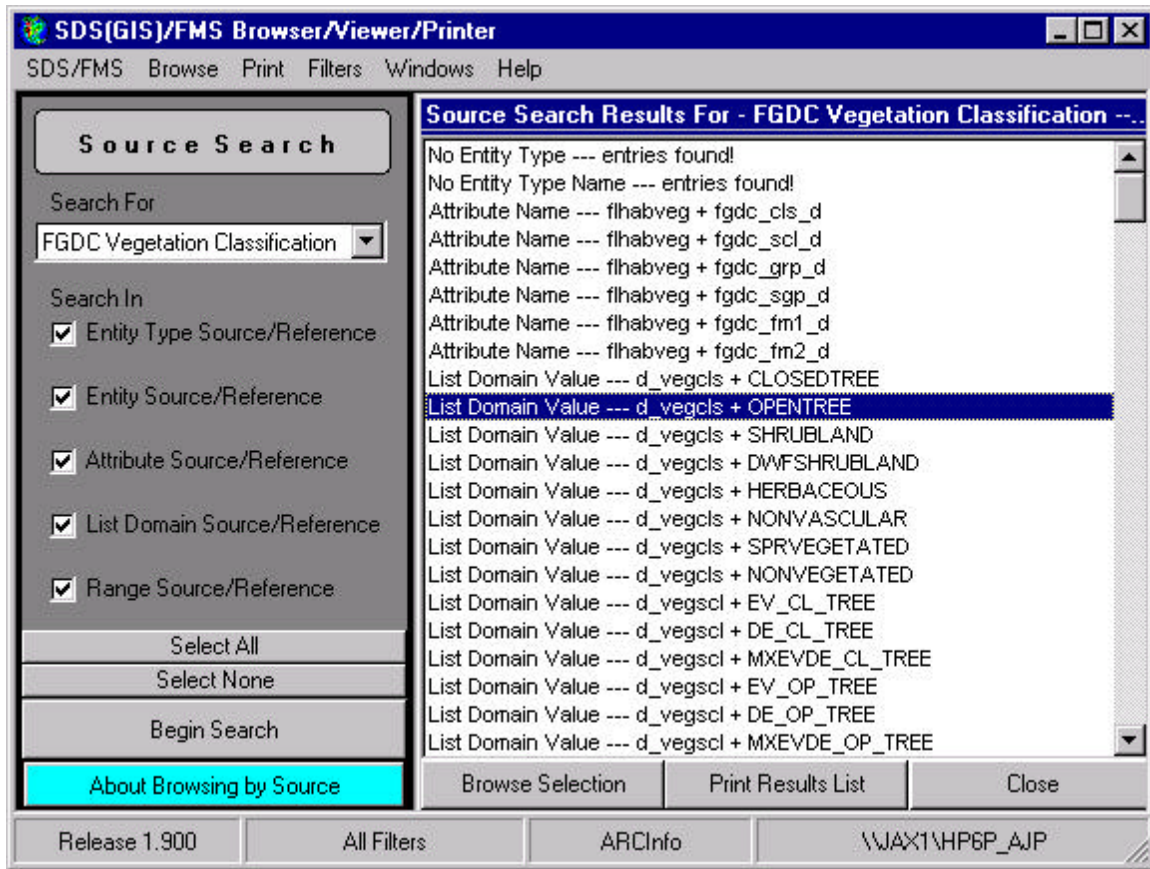 SDS(GIS)/FMS Browser/Viewer/Printer
SDS/FMS Browse Print Filters Windows Help
Source Search
Search For
FGDC Vegetation Classification
Search In
Entity Type Source/Reference
Entity Source/Reference
Attribute Source/Reference
List Domain Source/Reference
Range Source/Reference
Select All
Select None
Begin Search
About Browsing by Source
Source Search Results For - FGDC Vegetation Classification --..
No Entity Type --- entries found!
No Entity Type Name --- entries found!
Attribute Name --- flhabveg + fgdc_cls_d
Attribute Name --- flhabveg + fgdc_scl_d
Attribute Name --- flhabveg + fgdc_grp_d
Attribute Name --- flhabveg + fgdc_sgp_d
Attribute Name --- flhabveg + fgdc_fm1_d
Attribute Name --- flhabveg + fgdc_fm2_d
List Domain Value --- d_vegcls + CLOSEDTREE
List Domain Value --- d_vegcls + OPENTREE
List Domain Value --- d_vegcls + SHRUBLAND
List Domain Value --- d_vegcls + DWFSHRUBLAND
List Domain Value --- d_vegcls + HERBACEOUS
List Domain Value --- d_vegcls + NONVASCULAR
List Domain Value --- d_vegcls + SPRVEGETATED
List Domain Value --- d_vegcls + NONVEGETATED
List Domain Value --- d_vegscl + EV_CL_TREE
List Domain Value --- d_vegscl + DE_CL_TREE
List Domain Value --- d_vegscl + MXEVDE_CL_TREE
List Domain Value --- d_vegscl + EV_OP_TREE
List Domain Value --- d_vegscl + DE_OP_TREE
List Domain Value --- d_vegscl + MXEVDE_OP_TREE
Browse Selection Print Results List Close
Release 1.900 All Filters ARCInfo \\JAX1\HP6P_AJP